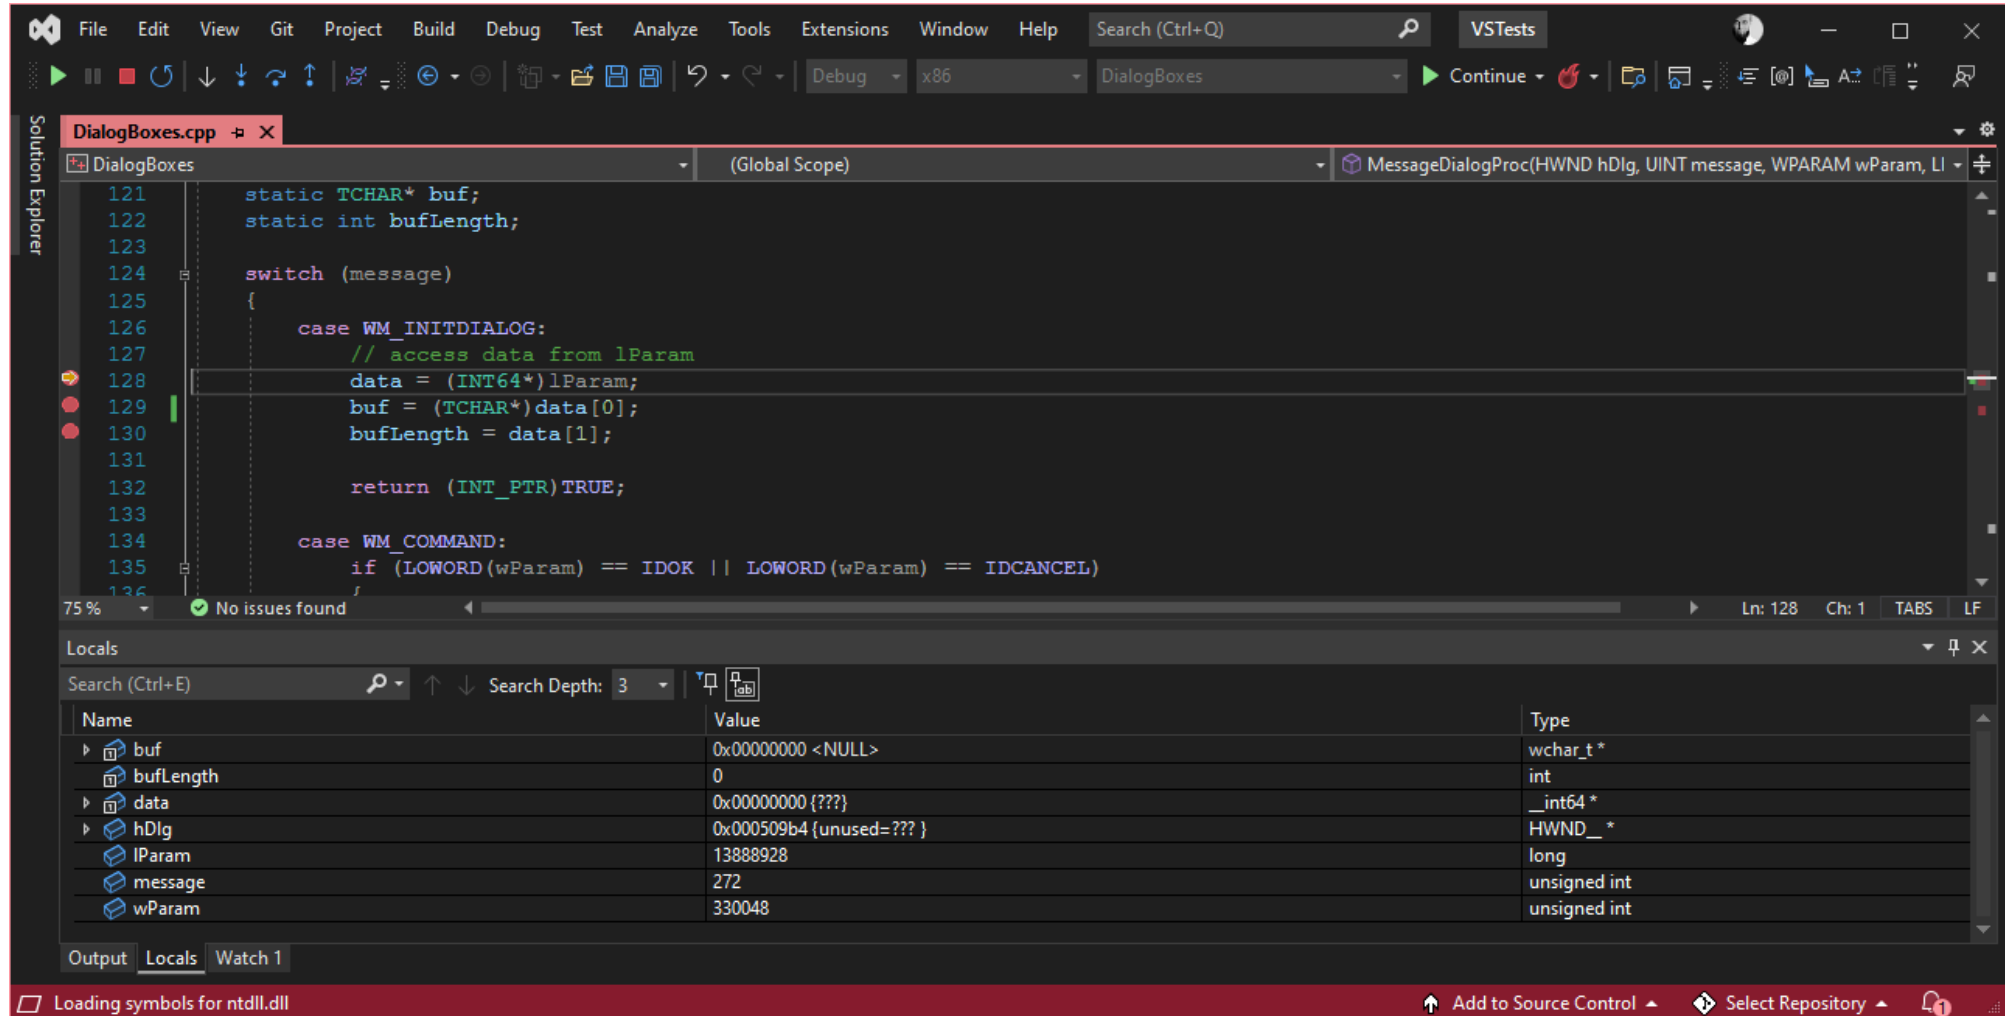 File Edit View Git Project Build Debug Test Analyze Tools Extensions Window Help Search (Ctrl+Q) VSTests
Debug x86 DialogBoxes Continue
Solution Explorer
DialogBoxes.cpp
DialogBoxes (Global Scope) MessageDialogProc(HWND hDlg, UINT message, WPARAM wParam, LI
121 static TCHAR* buf;
122 static int bufLength;
123
124 switch (message)
125 {
126 case WM_INITDIALOG:
127 // access data from lParam
128 data = (INT64*)lParam;
129 buf = (TCHAR*)data[0];
130 bufLength = data[1];
131
132 return (INT_PTR)TRUE;
133
134 case WM_COMMAND:
135 if (LOWORD(wParam) == IDOK || LOWORD(wParam) == IDCANCEL)
136 {
75 % No issues found Ln: 128 Ch: 1 TABS LF
Locals
Search (Ctrl+E) Search Depth: 3
Name Value Type
buf 0x00000000 <NULL> wchar_t *
bufLength 0 int
data 0x00000000 {???} __int64 *
hDlg 0x000509b4 {unused=??? } HWND__ *
lParam 13888928 long
message 272 unsigned int
wParam 330048 unsigned int
Output Locals Watch 1
Loading symbols for ntdll.dll Add to Source Control Select Repository 1